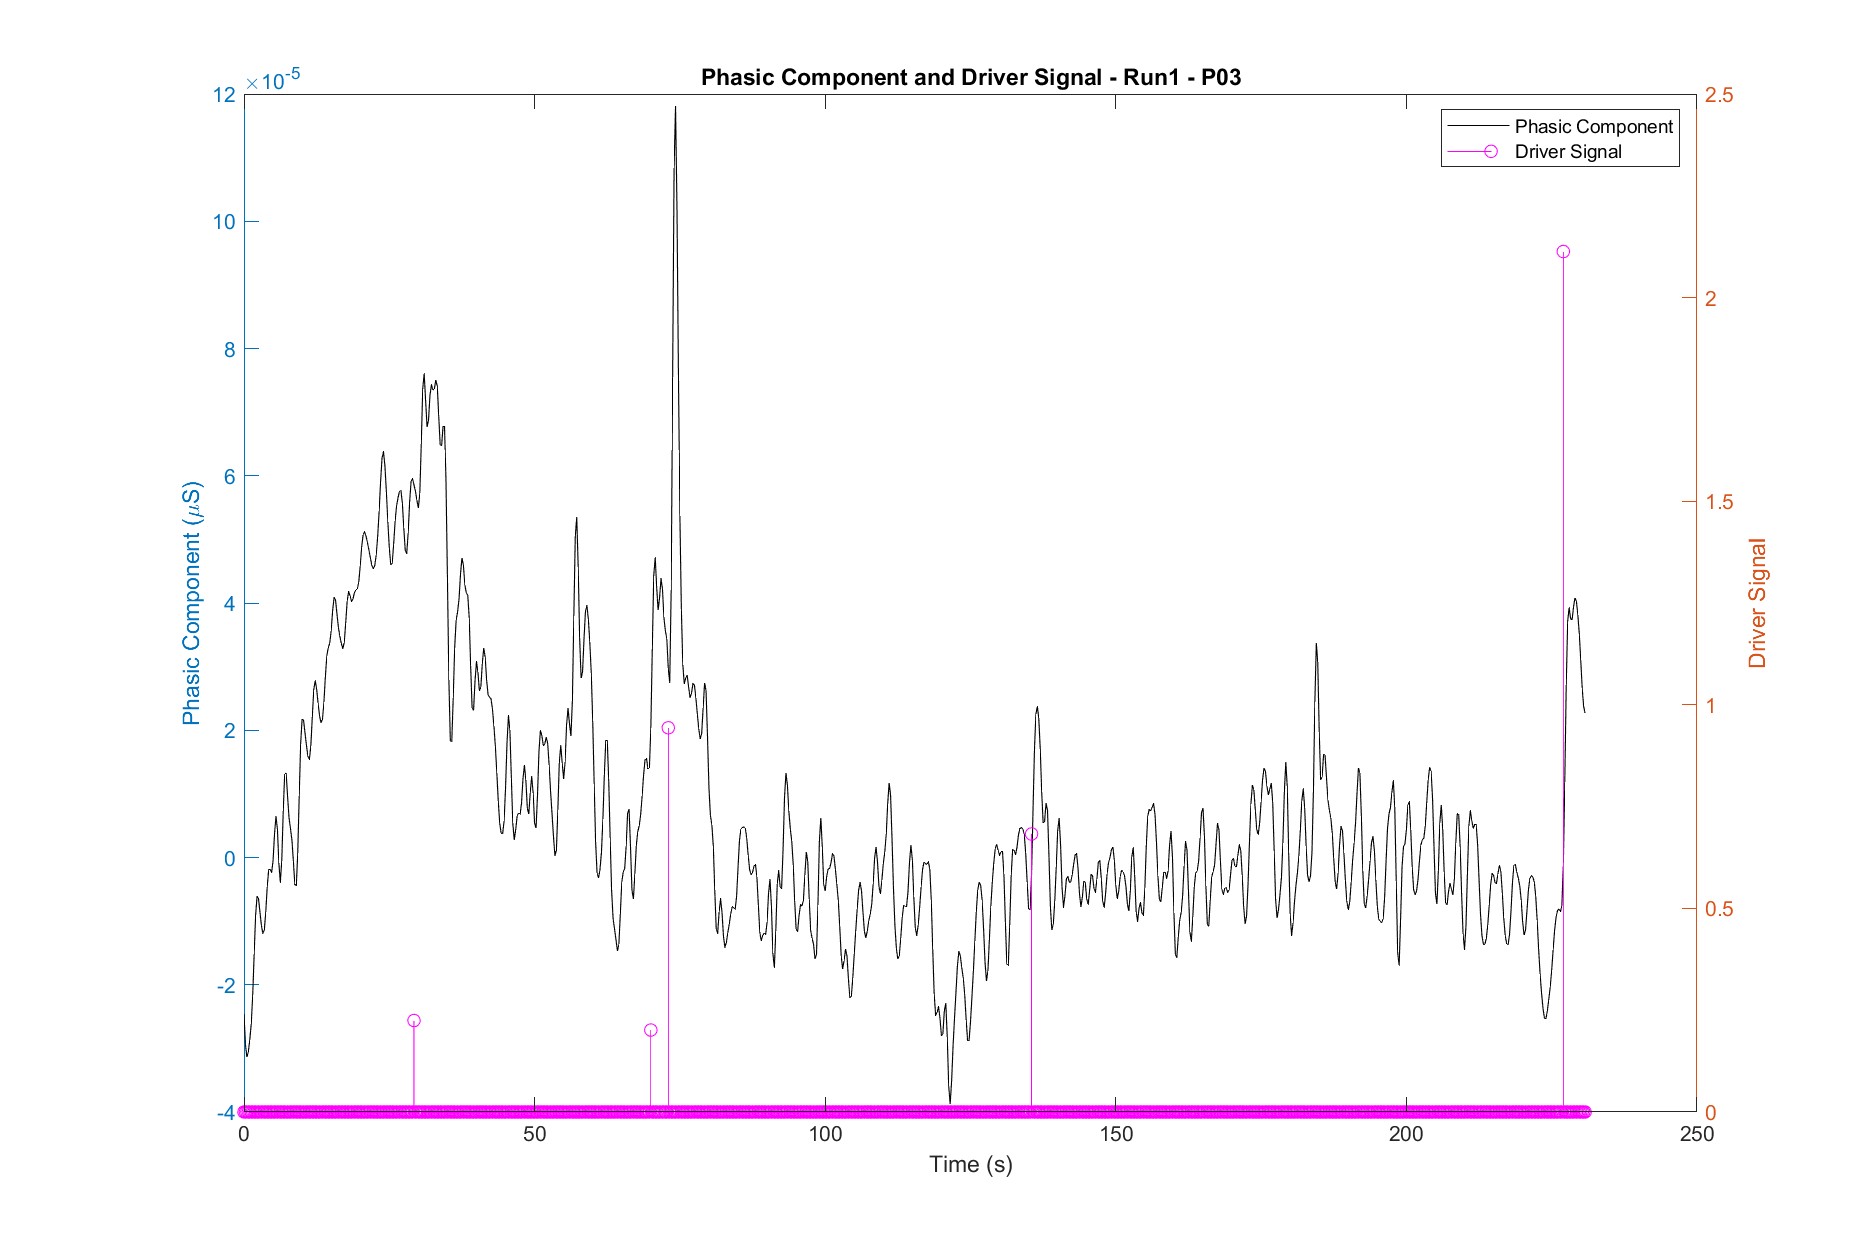 Phasic Component and Driver Signal - Run1 - P03
×10^-5
12
10
8
6
4
2
0
-2
-4
Phasic Component (μS)
Phasic Component
Driver Signal
2.5
2
1.5
1
0.5
0
Driver Signal
0 50 100 150 200 250
Time (s)